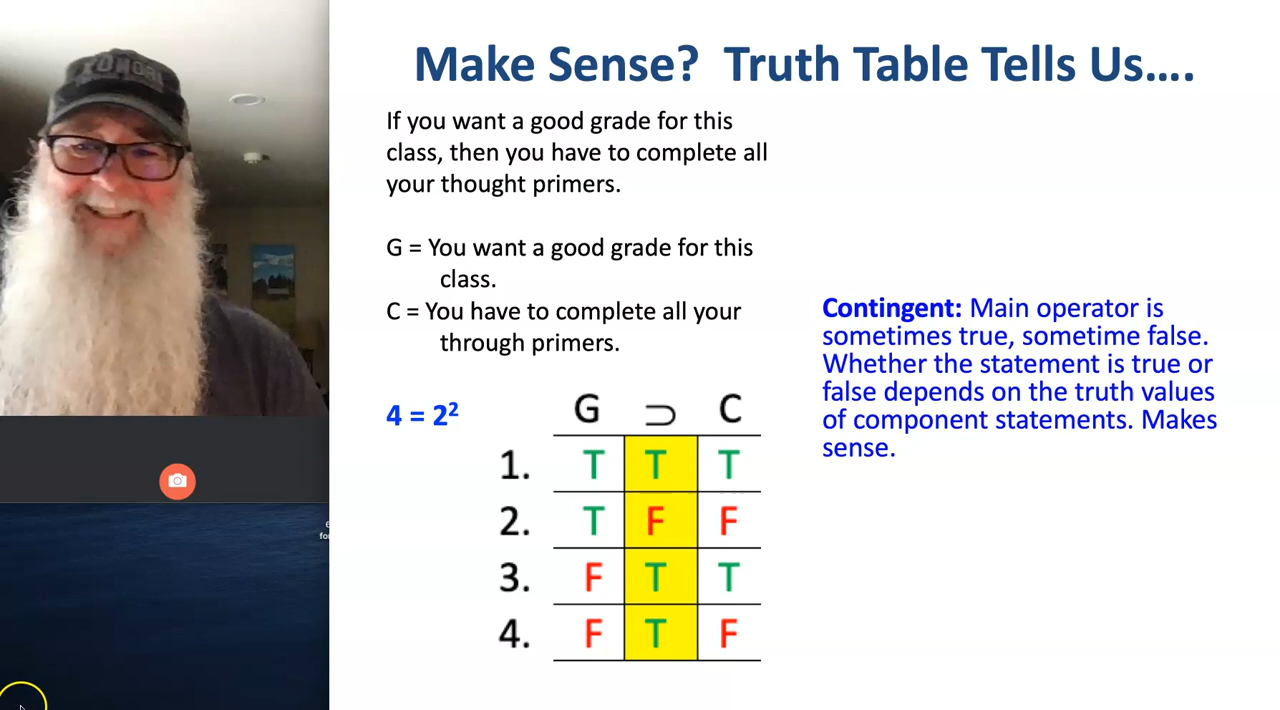 Make Sense? Truth Table Tells Us....
If you want a good grade for this
class, then you have to complete all
your thought primers.
G = You want a good grade for this
class.
C = You have to complete all your
through primers.
4 = 2²
G ⊃ C
1. T T T
2. T F F
3. F T T
4. F T F
Contingent: Main operator is
sometimes true, sometime false.
Whether the statement is true or
false depends on the truth values
of component statements. Makes
sense.